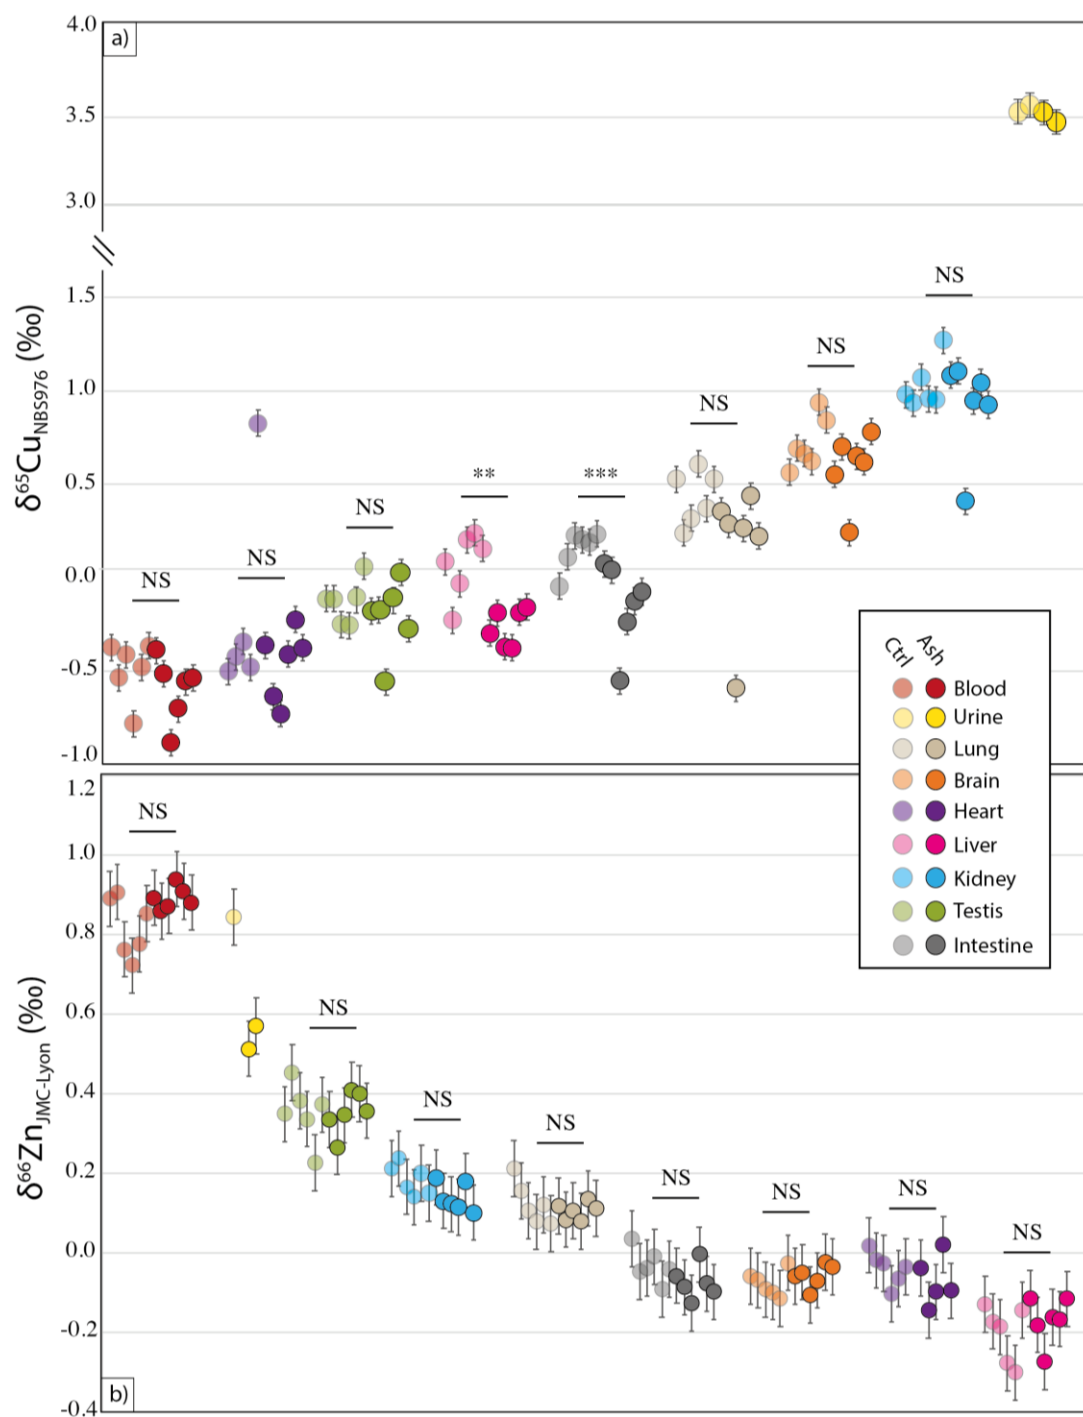 4.0
a)
3.5
3.0
δ65CuNBS976 (‰)
1.5
NS
1.0
NS
NS
0.5
** ***
NS
0.0
NS
NS
-0.5
-1.0
Ctrl Ash
Blood
Urine
Lung
Brain
Heart
Liver
Kidney
Testis
Intestine
δ66ZnJMC-Lyon (‰)
1.2
NS
1.0
0.8
0.6
NS
0.4
NS
NS
0.2
NS
NS
NS
0.0
NS
-0.2
-0.4
b)